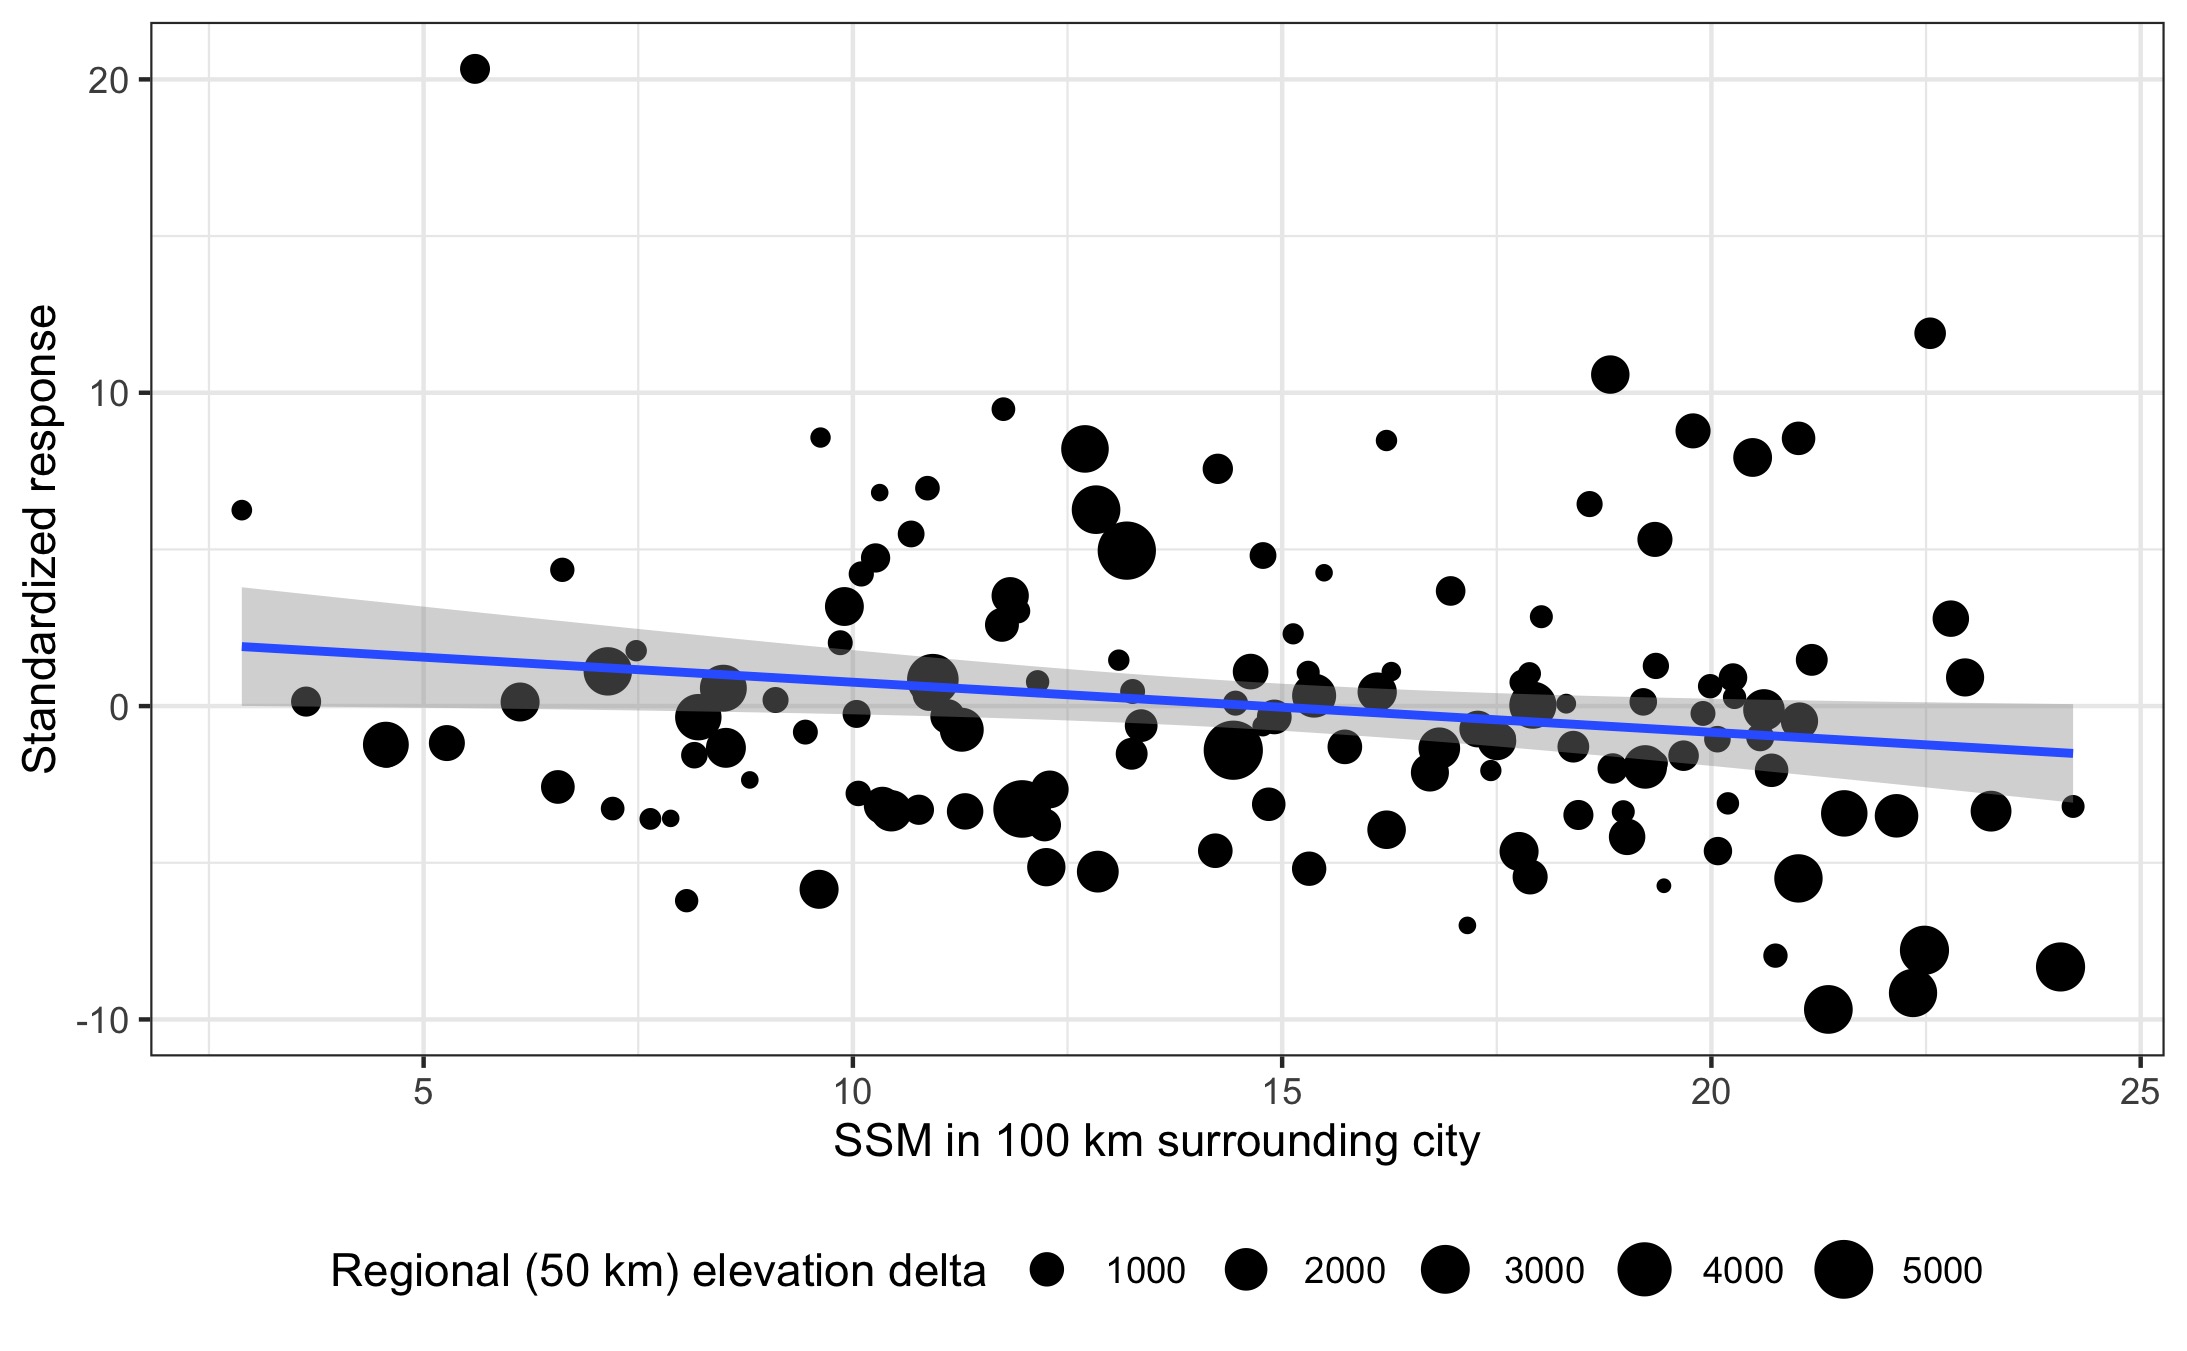 20
10
0
-10
Standardized response
5 10 15 20 25
SSM in 100 km surrounding city
Regional (50 km) elevation delta 1000 2000 3000 4000 5000